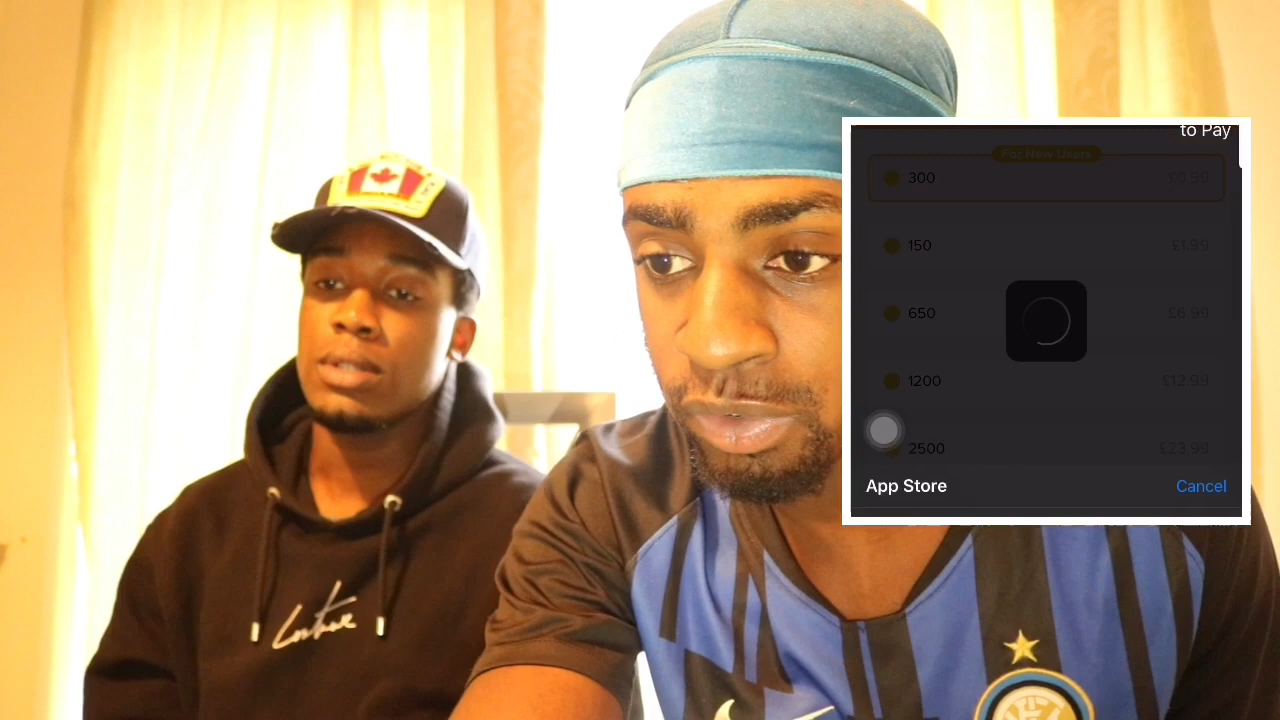 to Pay
For New Users
300 £0.99
150 £1.99
650 £6.99
1200 £12.99
2500 £23.99
App Store Cancel